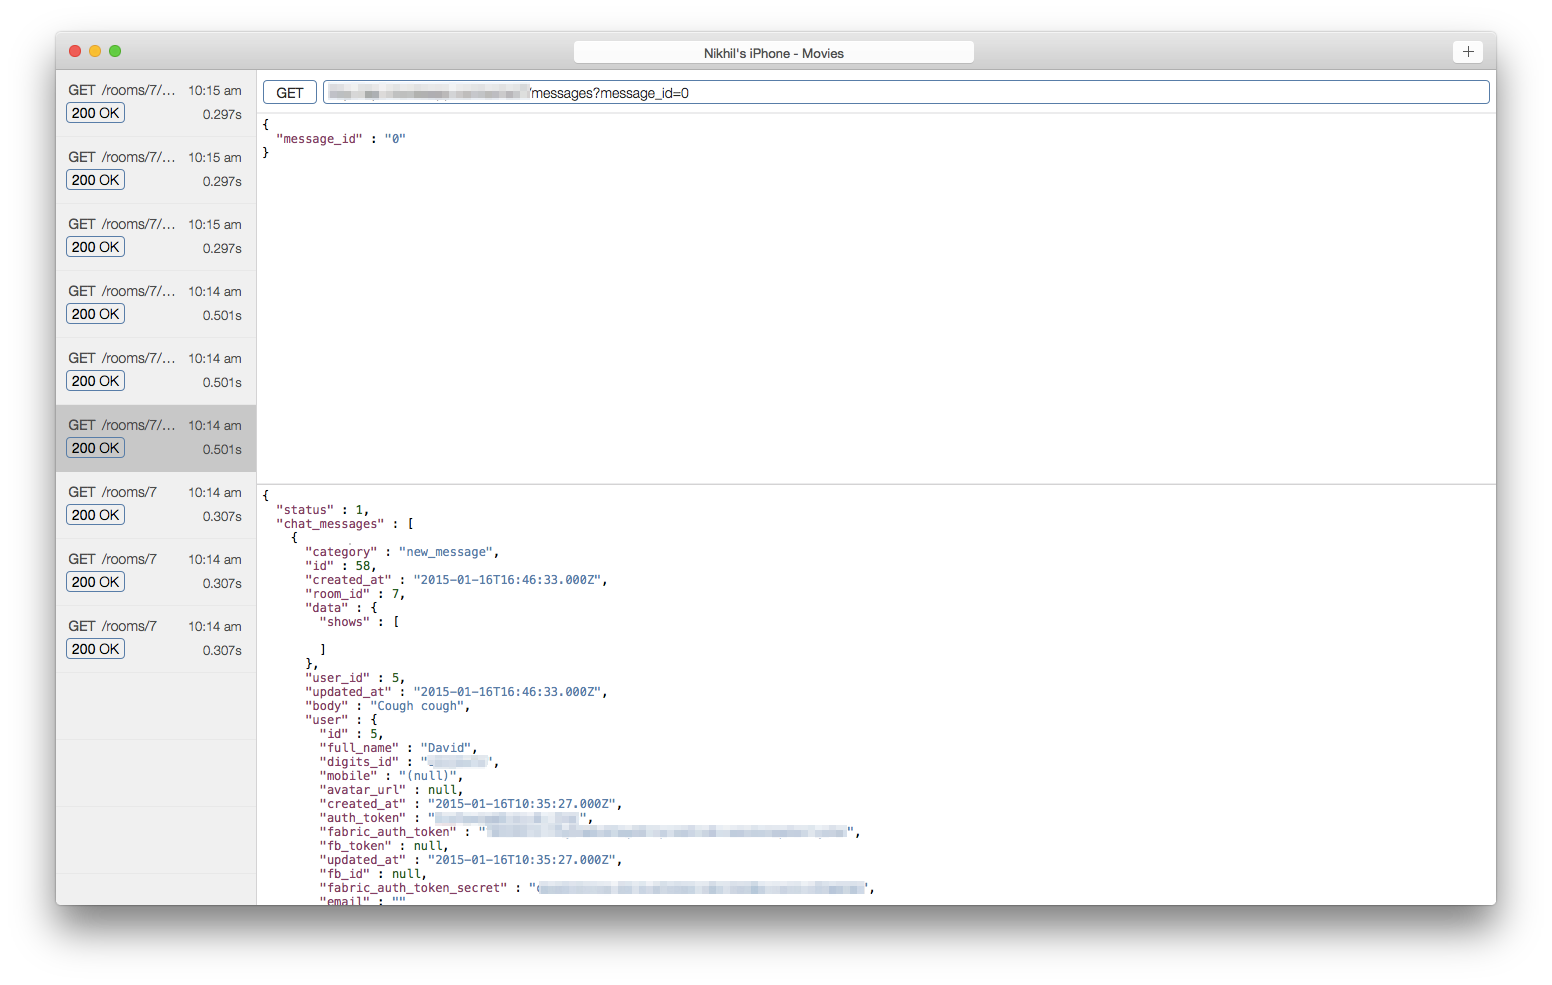 Nikhil's iPhone - Movies
GET /rooms/7/... 10:15 am
200 OK 0.297s
GET /rooms/7/... 10:15 am
200 OK 0.297s
GET /rooms/7/... 10:15 am
200 OK 0.297s
GET /rooms/7/... 10:14 am
200 OK 0.501s
GET /rooms/7/... 10:14 am
200 OK 0.501s
GET /rooms/7/... 10:14 am
200 OK 0.501s
GET /rooms/7 10:14 am
200 OK 0.307s
GET /rooms/7 10:14 am
200 OK 0.307s
GET /rooms/7 10:14 am
200 OK 0.307s
GET /messages?message_id=0
{
"message_id" : "0"
}
{
"status" : 1,
"chat_messages" : [
{
"category" : "new_message",
"id" : 58,
"created_at" : "2015-01-16T16:46:33.000Z",
"room_id" : 7,
"data" : {
"shows" : [
]
},
"user_id" : 5,
"updated_at" : "2015-01-16T16:46:33.000Z",
"body" : "Cough cough",
"user" : {
"id" : 5,
"full_name" : "David",
"digits_id" : "",
"mobile" : "(null)",
"avatar_url" : null,
"created_at" : "2015-01-16T10:35:27.000Z",
"auth_token" : "",
"fabric_auth_token" : "",
"fb_token" : null,
"updated_at" : "2015-01-16T10:35:27.000Z",
"fb_id" : null,
"fabric_auth_token_secret" : "",
"email" : ""